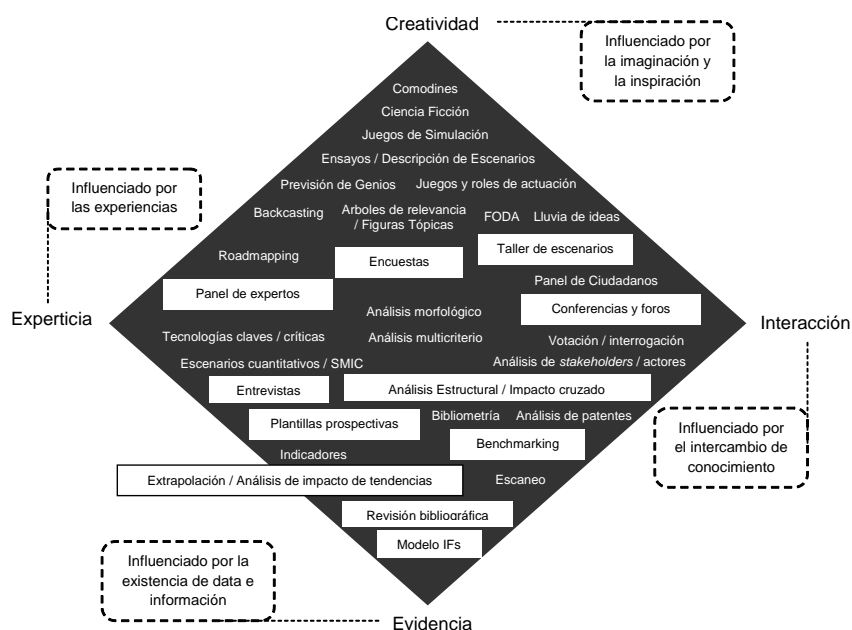 Creatividad
Influenciado por
la imaginación y
la inspiración
Comodines
Ciencia Ficción
Juegos de Simulación
Ensayos / Descripción de Escenarios
Previsión de Genios
Juegos y roles de actuación
Influenciado por
las experiencias
Backcasting
Arboles de relevancia
/ Figuras Tópicas
FODA
Lluvia de ideas
Roadmapping
Encuestas
Taller de escenarios
Panel de expertos
Panel de Ciudadanos
Conferencias y foros
Experticia
Análisis morfológico
Interacción
Tecnologías claves / críticas
Análisis multicriterio
Votación / interrogación
Escenarios cuantitativos / SMIC
Análisis de stakeholders / actores
Entrevistas
Análisis Estructural / Impacto cruzado
Plantillas prospectivas
Bibliometría
Análisis de patentes
Benchmarking
Influenciado por
el intercambio de
conocimiento
Indicadores
Extrapolación / Análisis de impacto de tendencias
Escaneo
Revisión bibliográfica
Modelo IFs
Influenciado por la
existencia de data e
información
Evidencia